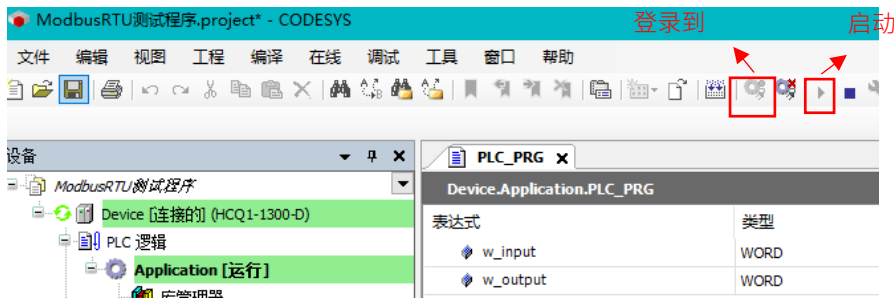 ModbusRTU测试程序.project* - CODESYS
登录到
启动
文件 编辑 视图 工程 编译 在线 调试 工具 窗口 帮助
设备
PLC_PRG
ModbusRTU测试程序
Device.Application.PLC_PRG
Device [连接的] (HCQ1-1300-D)
表达式 类型
PLC 逻辑
w_input WORD
Application [运行]
w_output WORD
库管理器